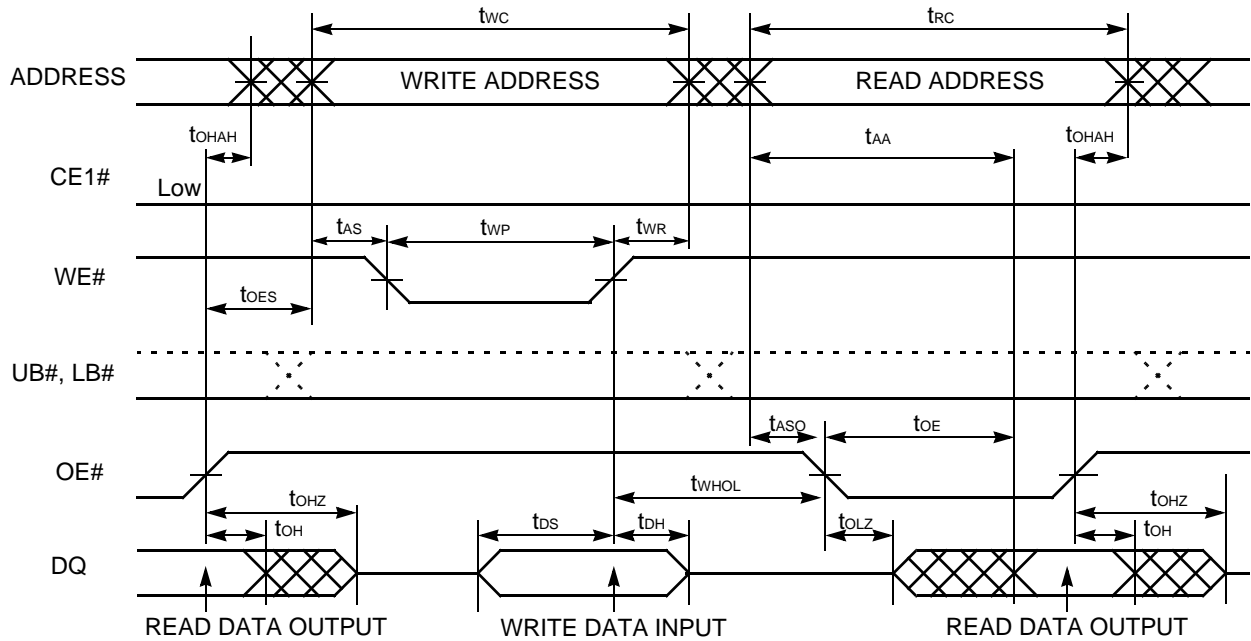 tWC
tRC
ADDRESS
WRITE ADDRESS
READ ADDRESS
tOHAH
tAA
tOHAH
CE1#
Low
tAS
tWP
tWR
WE#
tOES
UB#, LB#
tASO
tOE
OE#
tWHOL
tOHZ
tOHZ
tOH
tDS
tDH
tOLZ
tOH
DQ
READ DATA OUTPUT
WRITE DATA INPUT
READ DATA OUTPUT